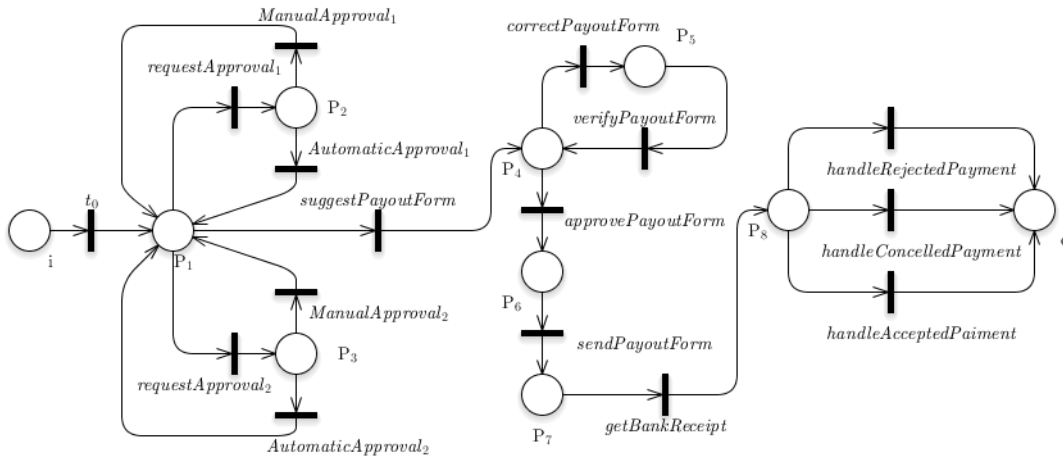 ManualApproval₁
requestApproval₁
P₂
AutomaticApproval₁
t₀
i
P₁
suggestPayoutForm
ManualApproval₂
P₃
requestApproval₂
AutomaticApproval₂
correctPayoutForm
P₅
verifyPayoutForm
P₄
approvePayoutForm
P₆
sendPayoutForm
P₇
getBankReceipt
P₈
handleRejectedPayment
handleConcelledPayment
handleAcceptedPaiment